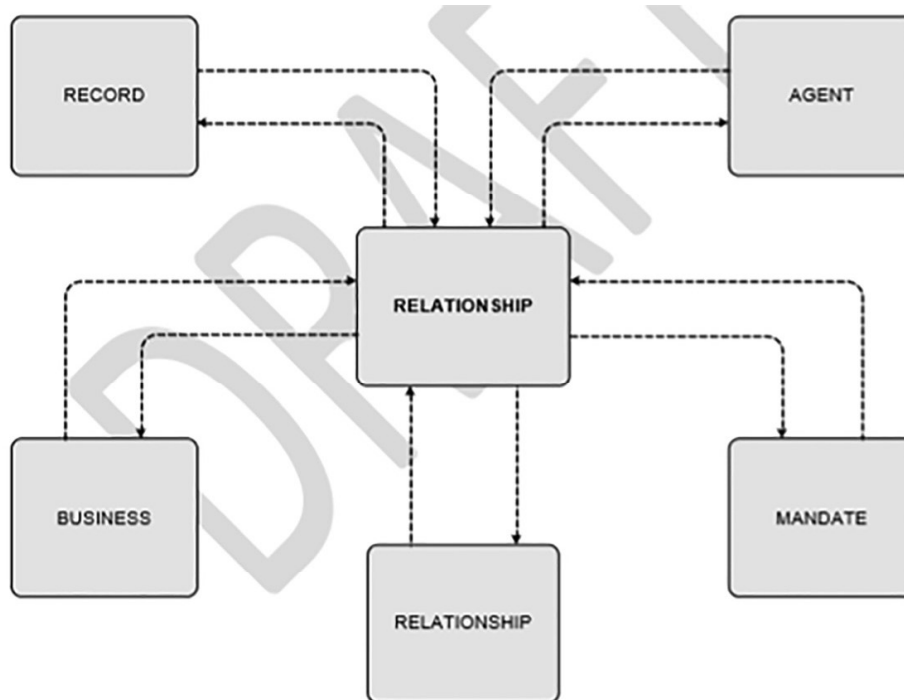 RECORD
AGENT
RELATIONSHIP
BUSINESS
MANDATE
RELATIONSHIP
DRAFT